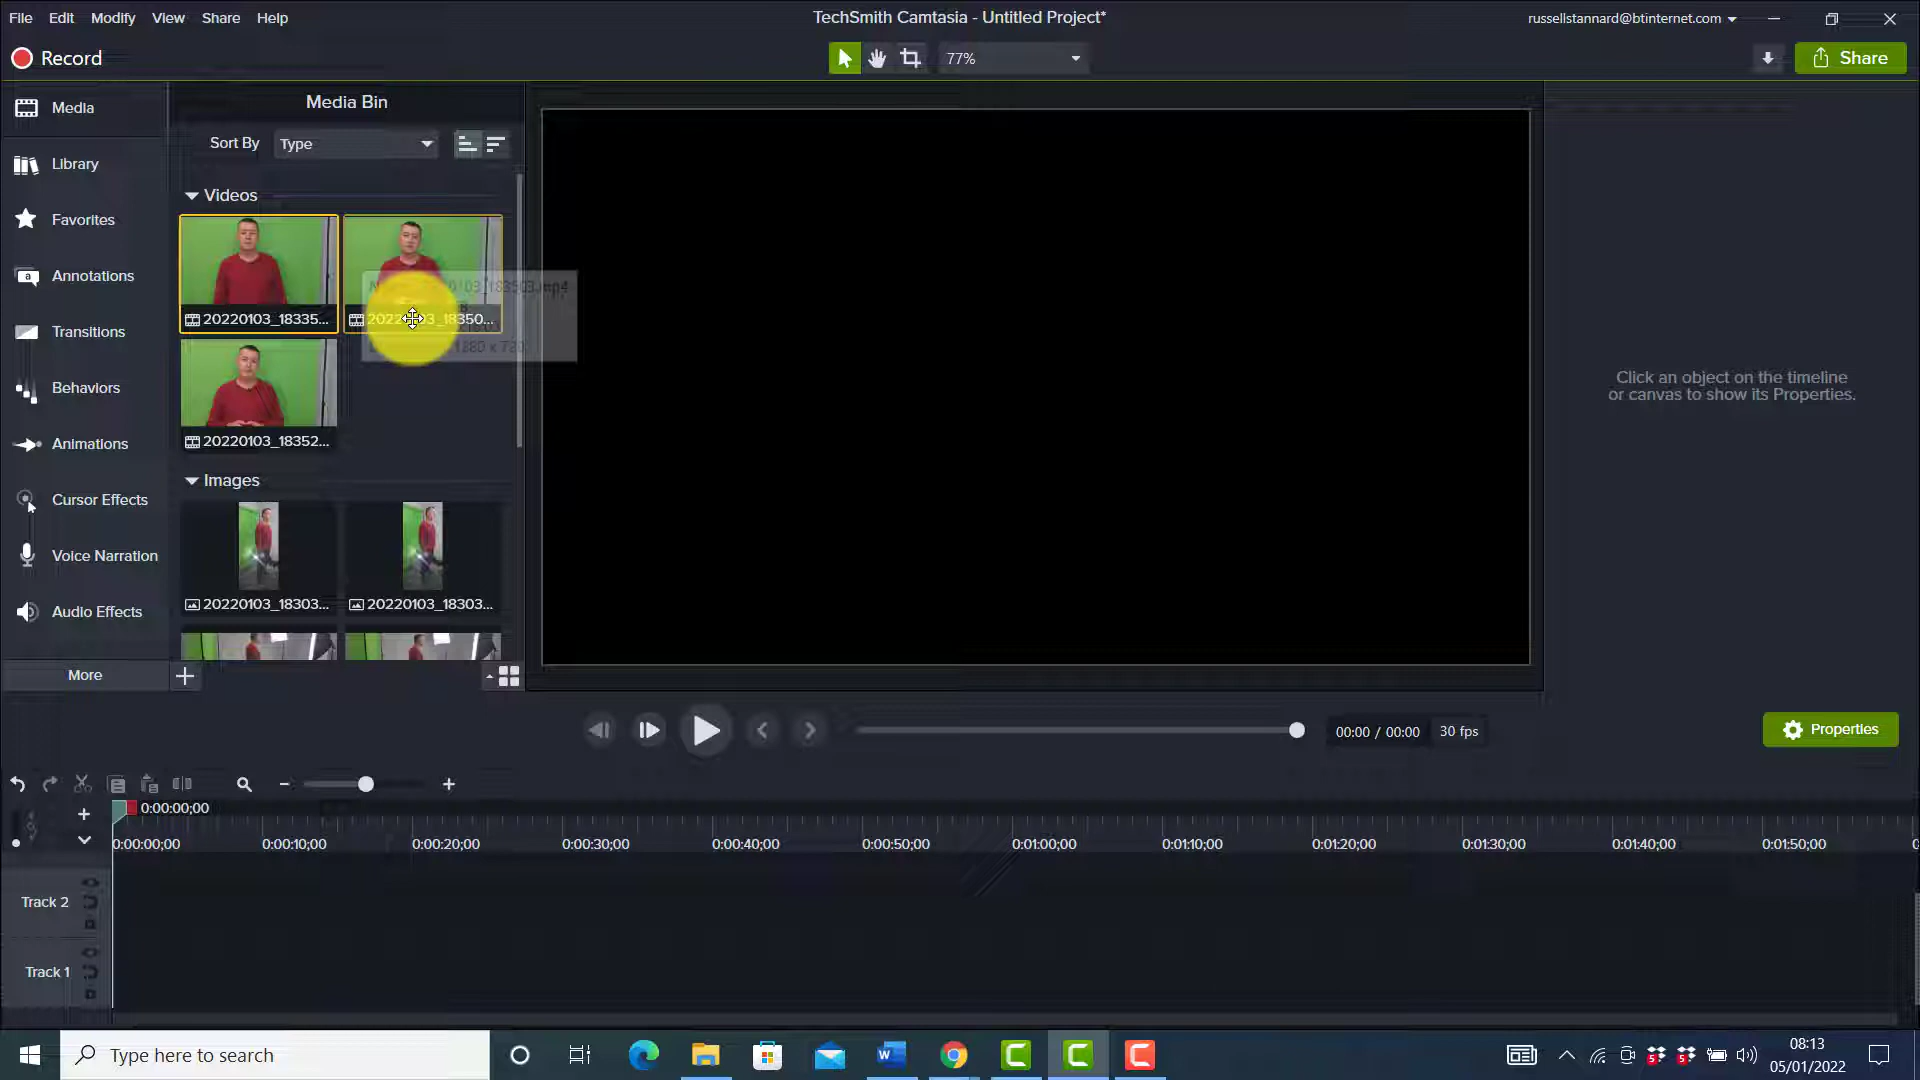 File Edit Modify View Share Help
TechSmith Camtasia - Untitled Project*
russellstannard@btinternet.com
Record
77%
Share
Media
Library
Favorites
Annotations
Transitions
Behaviors
Animations
Cursor Effects
Voice Narration
Audio Effects
More
Media Bin
Sort By Type
Videos
20220103_18335...
20220103_18350...
20220103_18352...
Images
20220103_18303...
20220103_18303...
Click an object on the timeline
or canvas to show its Properties.
00:00 / 00:00 30 fps
Properties
0:00:00;00
0:00:00;00 0:00:10;00 0:00:20;00 0:00:30;00 0:00:40;00 0:00:50;00 0:01:00;00 0:01:10;00 0:01:20;00 0:01:30;00 0:01:40;00 0:01:50;00
Track 2
Track 1
Type here to search
08:13
05/01/2022